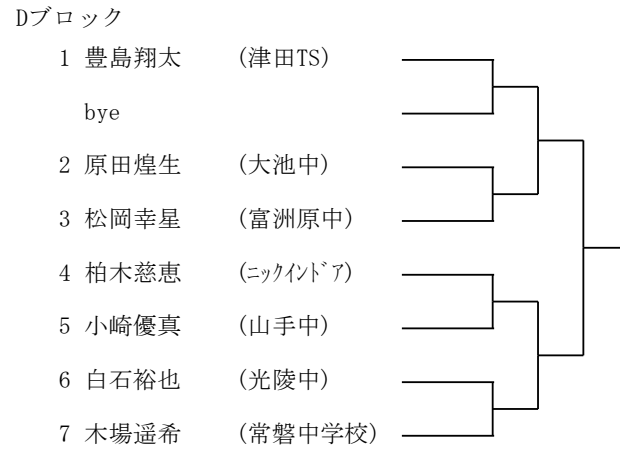 Dブロック
1 豊島翔太 (津田TS)
bye
2 原田煌生 (大池中)
3 松岡幸星 (富洲原中)
4 柏木慈恵 (ニックインドア)
5 小崎優真 (山手中)
6 白石裕也 (光陵中)
7 木場遥希 (常磐中学校)